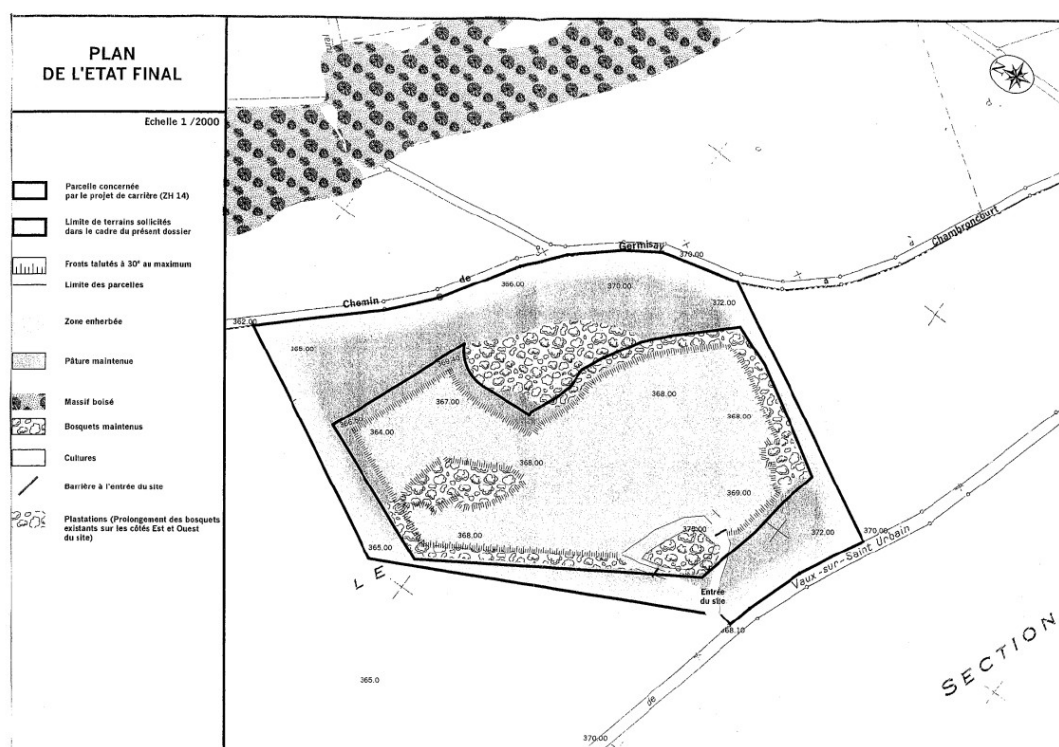 PLAN
DE L'ETAT FINAL
Echelle 1 /2000
Parcelle concernée
par le projet de carrière (ZH 14)
Limite de terrains sollicités
dans le cadre du présent dossier
Fronts talutés à 30° au maximum
Limite des parcelles
Zone enherbée
Pâture maintenue
Massif boisé
Bosquets maintenus
Cultures
Barrière à l'entrée du site
Plastations (Prolongement des bosquets
existants sur les côtés Est et Ouest
du site)
rural
N
Chemin de Germisay à Chambroncourt
362.00
366.00
370.00
370.00
372.00
365.00
367.00
364.00
368.00
368.00
368.00
369.00
368.00
372.00
370.00
365.00
Entrée
du site
368.10
de Vaux-sur-Saint Urbain
L E
365.0
370.00
SECTION